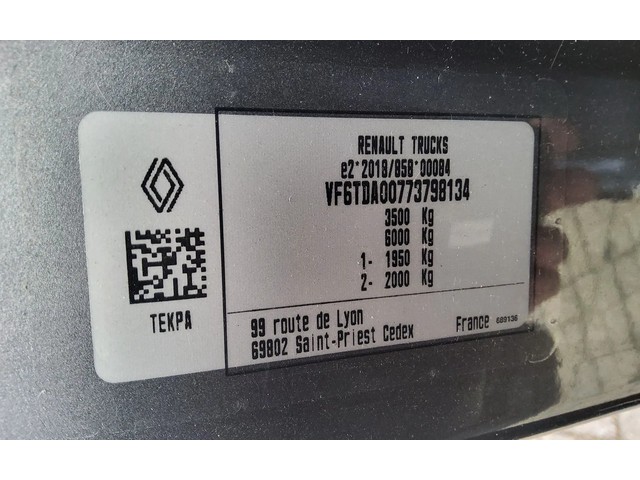 RENAULT TRUCKS
e2*2018/858*00084
VF6TDA00773798134
3500 Kg
6000 Kg
1- 1950 Kg
2- 2000 Kg
TEKPA
99 route de Lyon
69802 Saint-Priest Cedex France 689136